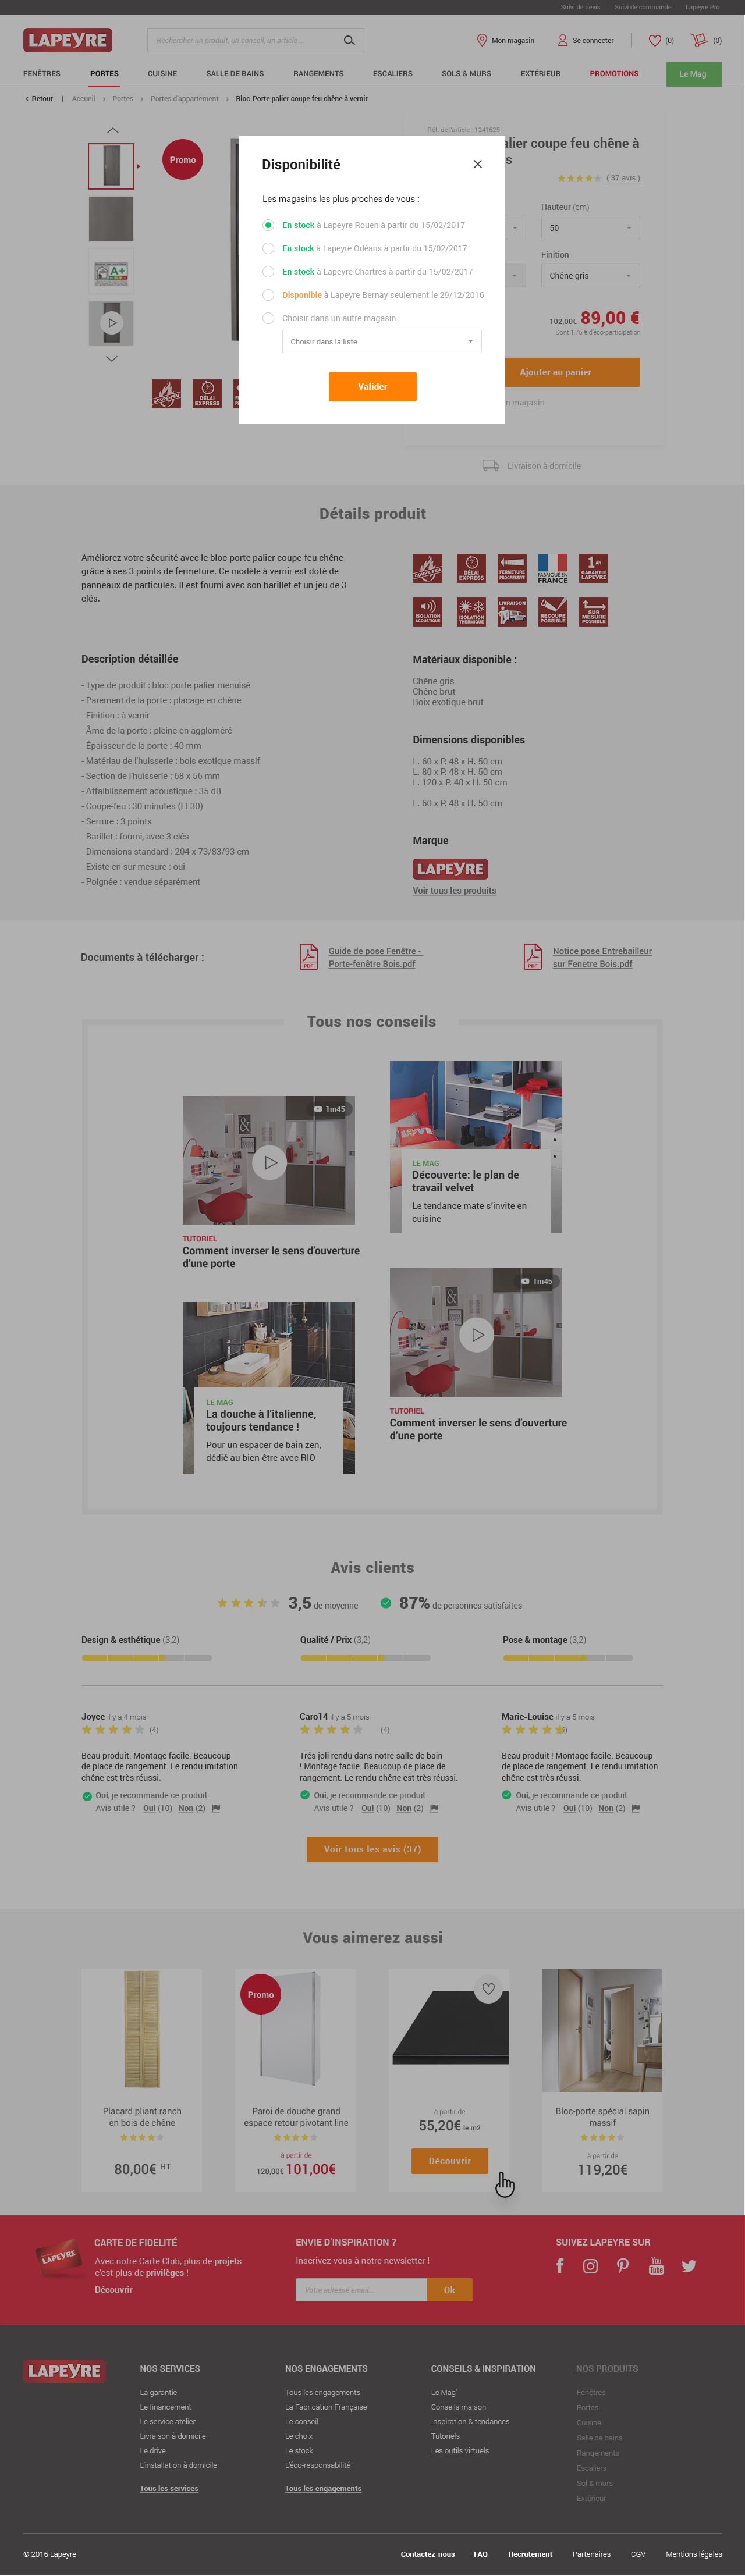 Suivi de devis Suivi de commande Lapeyre Pro
LAPEYRE
Rechercher un produit, un conseil, un article ...
Mon magasin Se connecter (0) (0)
FENÊTRES PORTES CUISINE SALLE DE BAINS RANGEMENTS ESCALIERS SOLS & MURS EXTÉRIEUR PROMOTIONS Le Mag
‹ Retour | Accueil › Portes › Portes d'appartement › Bloc-Porte palier coupe feu chêne à vernir
Promo
A+
COUPE-FEU
DÉLAI EXPRESS
Réf. de l'article : 1241625
alier coupe feu chêne à
s
( 37 avis )
Hauteur (cm)
50
Finition
Chêne gris
102,00€ 89,00 €
Dont 1.75 € d'éco-participation
Ajouter au panier
n magasin
Livraison à domicile
Disponibilité
Les magasins les plus proches de vous :
En stock à Lapeyre Rouen à partir du 15/02/2017
En stock à Lapeyre Orléans à partir du 15/02/2017
En stock à Lapeyre Chartres à partir du 15/02/2017
Disponible à Lapeyre Bernay seulement le 29/12/2016
Choisir dans un autre magasin
Choisir dans la liste
Valider
Détails produit
Améliorez votre sécurité avec le bloc-porte palier coupe-feu chêne
grâce à ses 3 points de fermeture. Ce modèle à vernir est doté de
panneaux de particules. Il est fourni avec son barillet et un jeu de 3
clés.
COUPE-FEU
DÉLAI EXPRESS
FERMETURE PROGRESSIVE
FABRIQUÉ EN FRANCE
1 AN GARANTIE LAPEYRE
ISOLATION ACOUSTIQUE
ISOLATION THERMIQUE
LIVRAISON
RECOUPE POSSIBLE
SUR MESURE POSSIBLE
Description détaillée
- Type de produit : bloc porte palier menuisé
- Parement de la porte : placage en chêne
- Finition : à vernir
- Âme de la porte : pleine en aggloméré
- Épaisseur de la porte : 40 mm
- Matériau de l'huisserie : bois exotique massif
- Section de l'huisserie : 68 x 56 mm
- Affaiblissement acoustique : 35 dB
- Coupe-feu : 30 minutes (EI 30)
- Serrure : 3 points
- Barillet : fourni, avec 3 clés
- Dimensions standard : 204 x 73/83/93 cm
- Existe en sur mesure : oui
- Poignée : vendue séparément
Matériaux disponible :
Chêne gris
Chêne brut
Boix exotique brut
Dimensions disponibles
L. 60 x P. 48 x H. 50 cm
L. 80 x P. 48 x H. 50 cm
L. 120 x P. 48 x H. 50 cm
L. 60 x P. 48 x H. 50 cm
Marque
LAPEYRE
Voir tous les produits
Documents à télécharger :
PDF
Guide de pose Fenêtre -
Porte-fenêtre Bois.pdf
PDF
Notice pose Entrebailleur
sur Fenetre Bois.pdf
Tous nos conseils
1m45
TUTORIEL
Comment inverser le sens d'ouverture
d'une porte
LE MAG
Découverte: le plan de
travail velvet
Le tendance mate s'invite en
cuisine
LE MAG
La douche à l'italienne,
toujours tendance !
Pour un espacer de bain zen,
dédié au bien-être avec RIO
1m45
TUTORIEL
Comment inverser le sens d'ouverture
d'une porte
Avis clients
3,5 de moyenne 87% de personnes satisfaites
Design & esthétique (3,2) Qualité / Prix (3,2) Pose & montage (3,2)
Joyce il y a 4 mois
(4)
Beau produit. Montage facile. Beaucoup
de place de rangement. Le rendu imitation
chêne est très réussi.
Oui, je recommande ce produit
Avis utile ? Oui (10) Non (2)
Caro14 il y a 5 mois
(4)
Trés joli rendu dans notre salle de bain
! Montage facile. Beaucoup de place de
rangement. Le rendu chêne est très réussi.
Oui, je recommande ce produit
Avis utile ? Oui (10) Non (2)
Marie-Louise il y a 5 mois
Beau produit ! Montage facile. Beaucoup
de place de rangement. Le rendu imitation
chêne est très réussi.
Oui, je recommande ce produit
Avis utile ? Oui (10) Non (2)
Voir tous les avis (37)
Vous aimerez aussi
Placard pliant ranch
en bois de chêne
80,00€ HT
Promo
Paroi de douche grand
espace retour pivotant line
à partir de
120,00€ 101,00€
à partir de
55,20€ le m2
Découvrir
Bloc-porte spécial sapin
massif
à partir de
119,20€
LAPEYRE
CARTE DE FIDELITÉ
Avec notre Carte Club, plus de projets
c'est plus de privilèges !
Découvrir
ENVIE D'INSPIRATION ?
Inscrivez-vous à notre newsletter !
Votre adresse email...
Ok
SUIVEZ LAPEYRE SUR
You Tube
LAPEYRE
NOS SERVICES
La garantie
Le financement
Le service atelier
Livraison à domicile
Le drive
L'installation à domicile
Tous les services
NOS ENGAGEMENTS
Tous les engagements
La Fabrication Française
Le conseil
Le choix
Le stock
L'éco-responsabilité
Tous les engagements
CONSEILS & INSPIRATION
Le Mag'
Conseils maison
Inspiration & tendances
Tutoriels
Les outils virtuels
NOS PRODUITS
Fenêtres
Portes
Cuisine
Salle de bains
Rangements
Escaliers
Sol & murs
Extérieur
© 2016 Lapeyre
Contactez-nous FAQ Recrutement Partenaires CGV Mentions légales